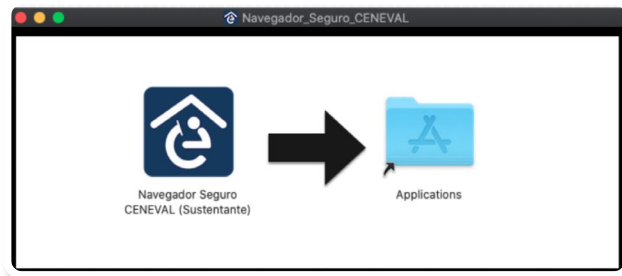 Navegador_Seguro_CENEVAL
Navegador Seguro
CENEVAL (Sustentante)
Applications